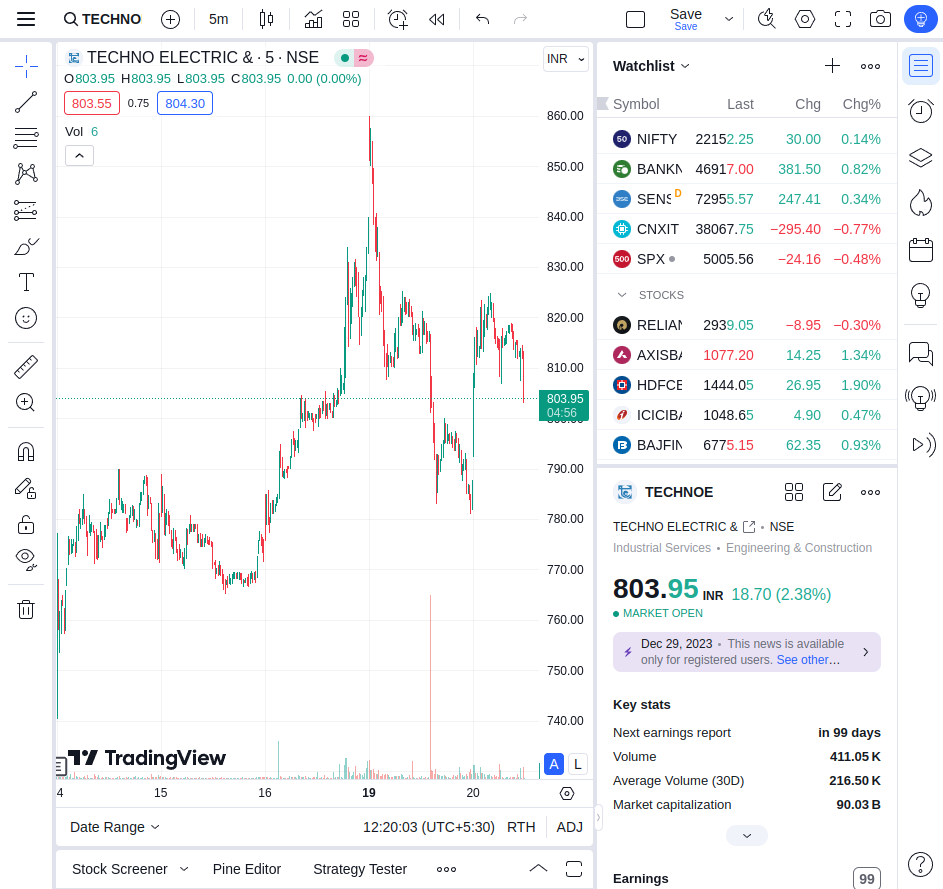 TECHNO 5m Save
Save
TECHNO ELECTRIC & · 5 · NSE ≈ INR
O803.95 H803.95 L803.95 C803.95 0.00 (0.00%)
803.55 0.75 804.30
Vol 6
860.00
850.00
840.00
830.00
820.00
810.00
803.95
04:56
800.00
790.00
780.00
770.00
760.00
750.00
740.00
TradingView
A L
4 15 16 19 20
Date Range 12:20:03 (UTC+5:30) RTH ADJ
Stock Screener Pine Editor Strategy Tester
Watchlist
Symbol Last Chg Chg%
50 NIFTY 22152.25 30.00 0.14%
BANKN 46917.00 381.50 0.82%
BSE SENS D 72955.57 247.41 0.34%
CNXIT 38067.75 −295.40 −0.77%
500 SPX 5005.56 −24.16 −0.48%
STOCKS
RELIAN 2939.05 −8.95 −0.30%
AXISBA 1077.20 14.25 1.34%
HDFCB 1444.05 26.95 1.90%
ICICIBA 1048.65 4.90 0.47%
BAJFIN 6775.15 62.35 0.93%
TECHNOE
TECHNO ELECTRIC & • NSE
Industrial Services • Engineering & Construction
803.95 INR 18.70 (2.38%)
MARKET OPEN
Dec 29, 2023 • This news is available
only for registered users. See other…
Key stats
Next earnings report in 99 days
Volume 411.05 K
Average Volume (30D) 216.50 K
Market capitalization 90.03 B
Earnings 99